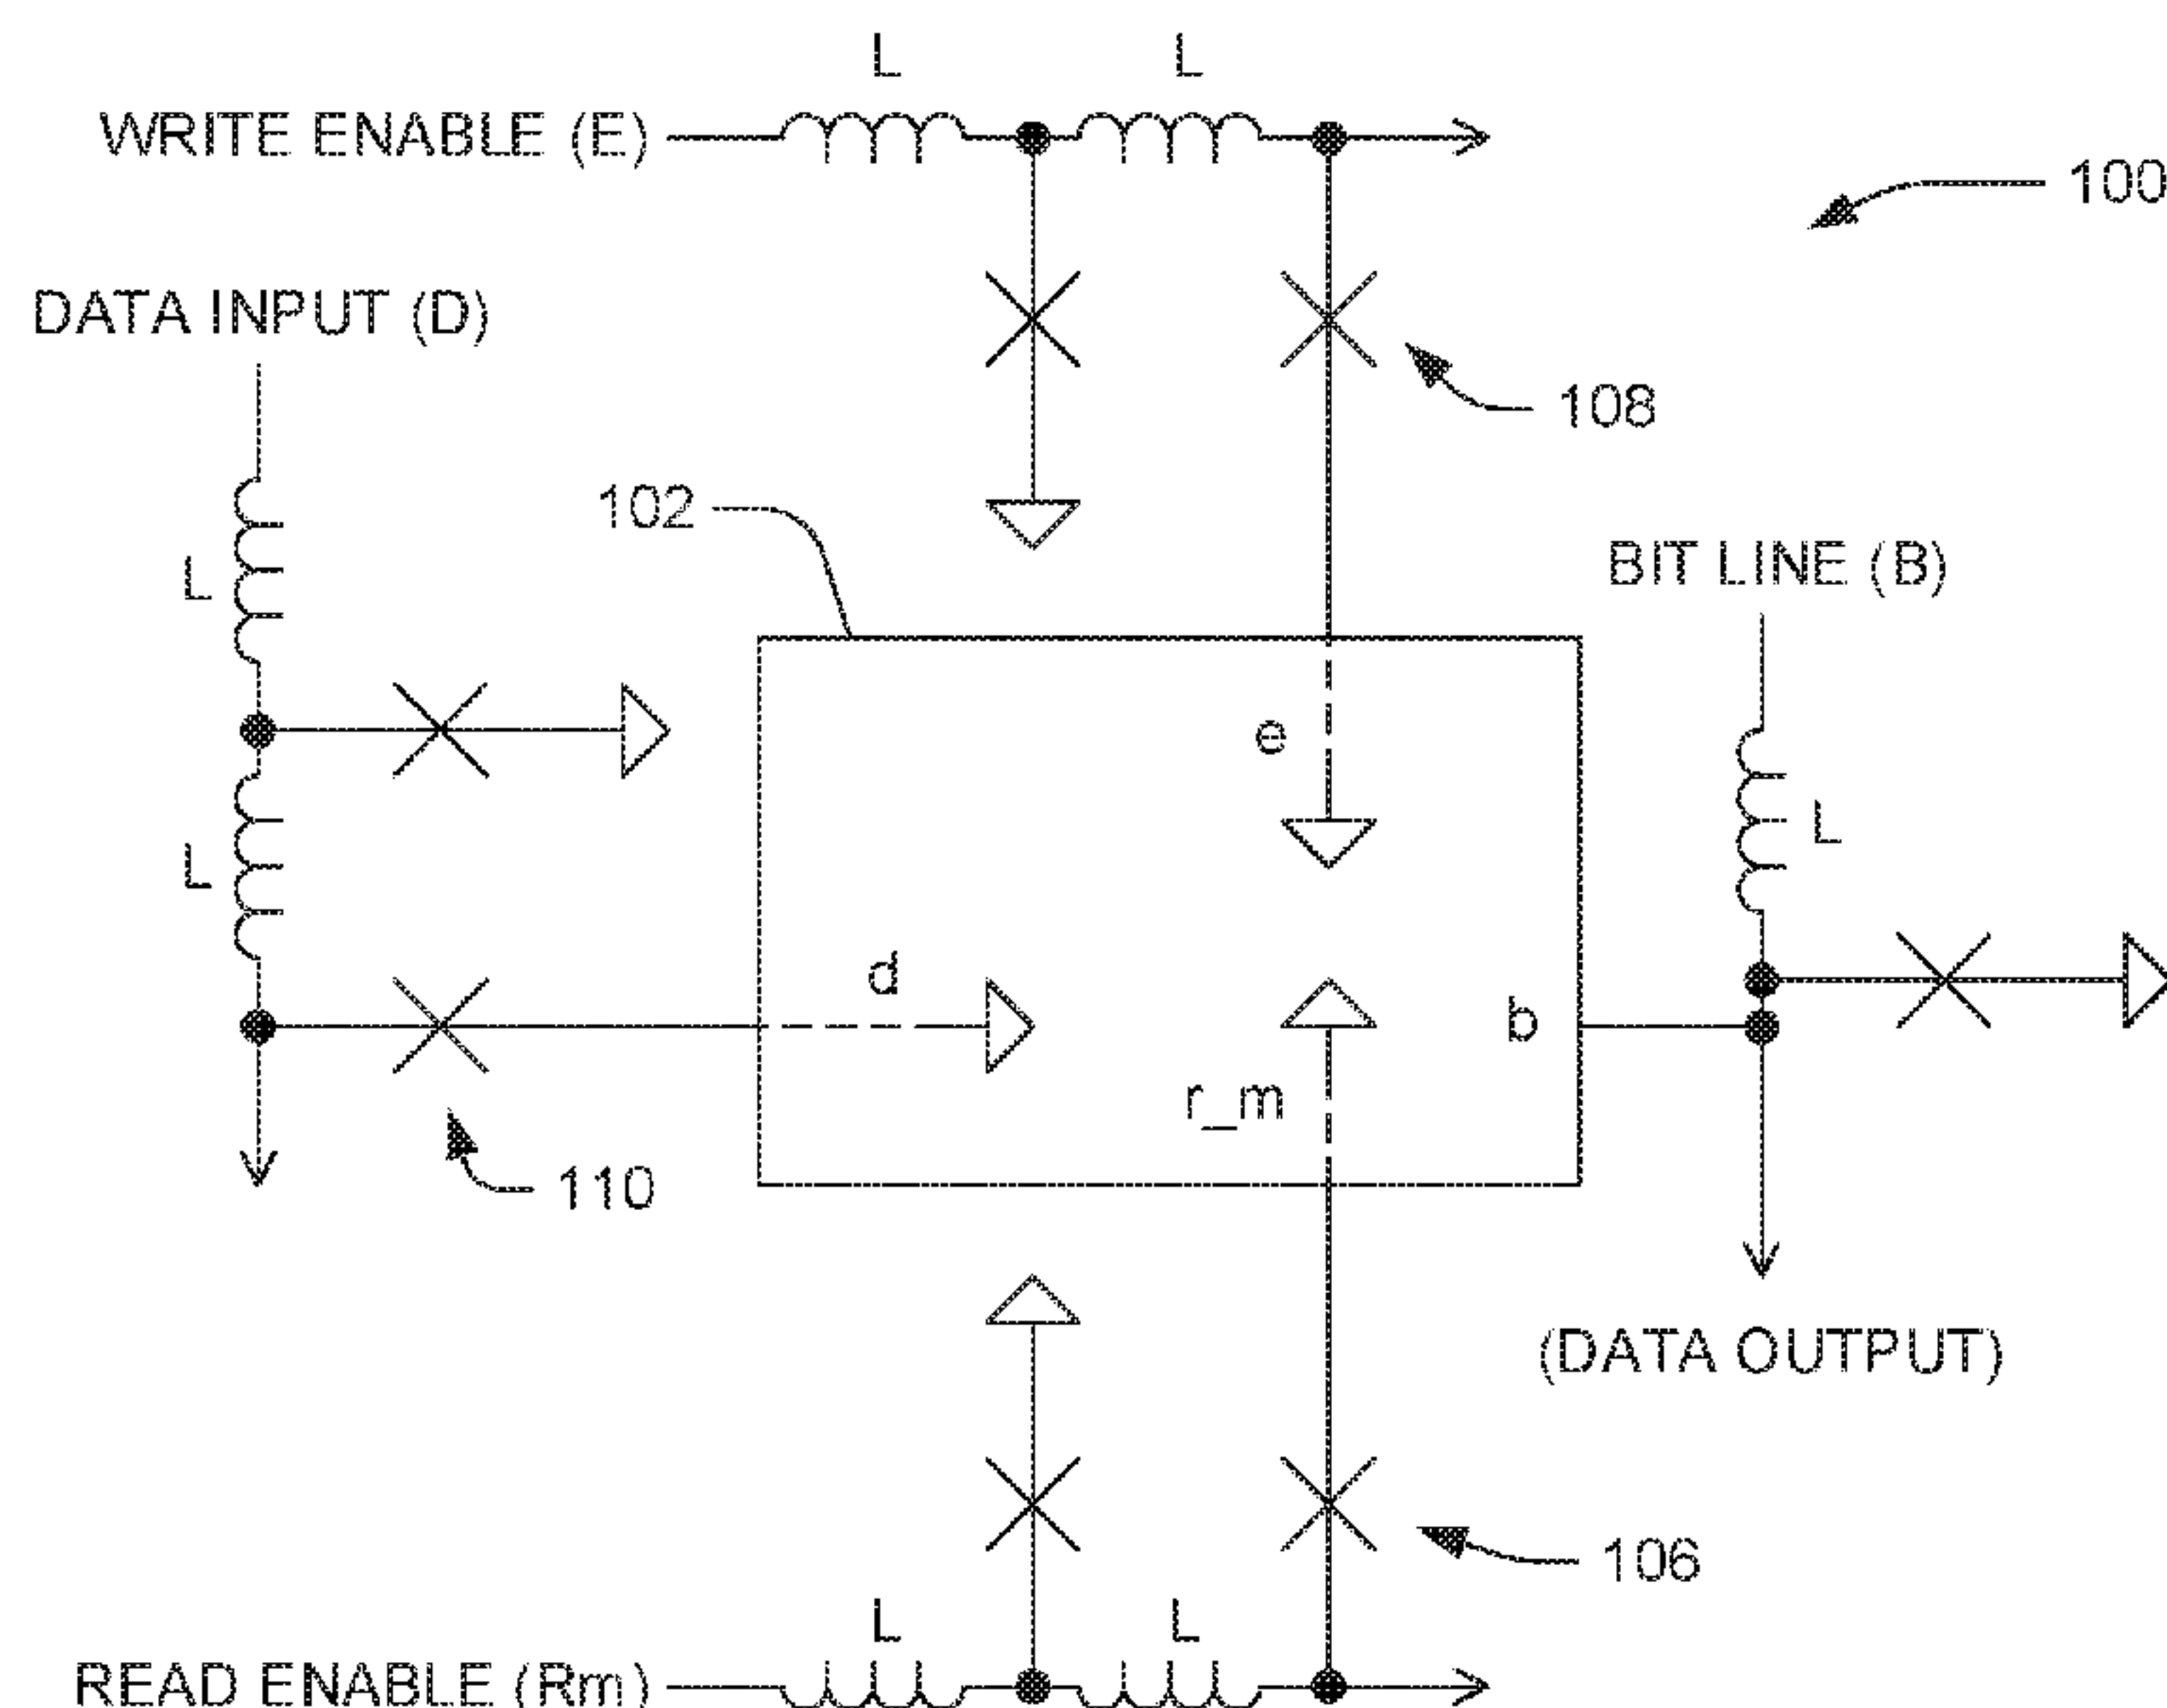 L L
WRITE ENABLE (E)
100
DATA INPUT (D)
108
102
BIT LINE (B)
L
e
L
L
d
b
r_m
110
(DATA OUTPUT)
106
L L
READ ENABLE (Rm)